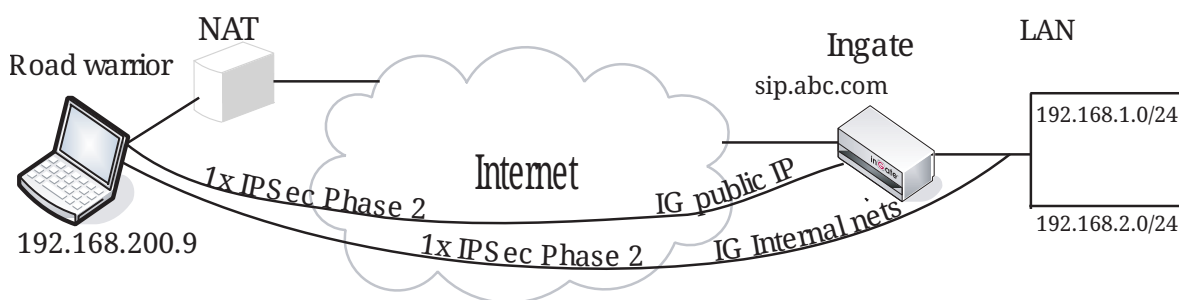 NAT
Road warrior
Ingate
LAN
sip.abc.com
192.168.1.0/24
inGate
Internet
1x IPSec Phase 2
IG public IP
192.168.200.9
1x IPSec Phase 2
IG Internal nets
192.168.2.0/24